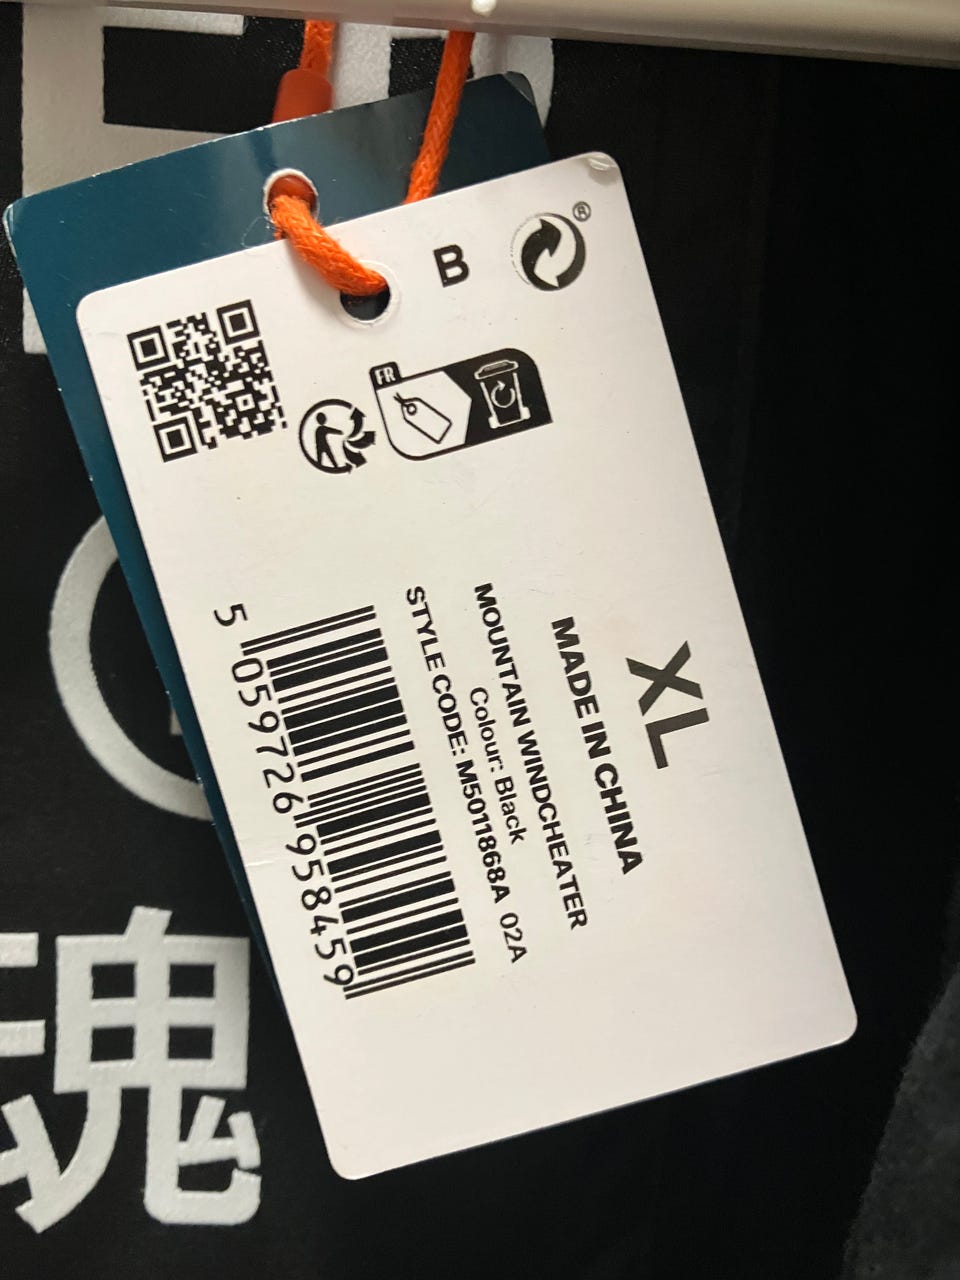 B
®
FR
XL
MADE IN CHINA
MOUNTAIN WINDCHEATER
Colour: Black
STYLE CODE: M5011868A 02A
5 059726 958459
魂